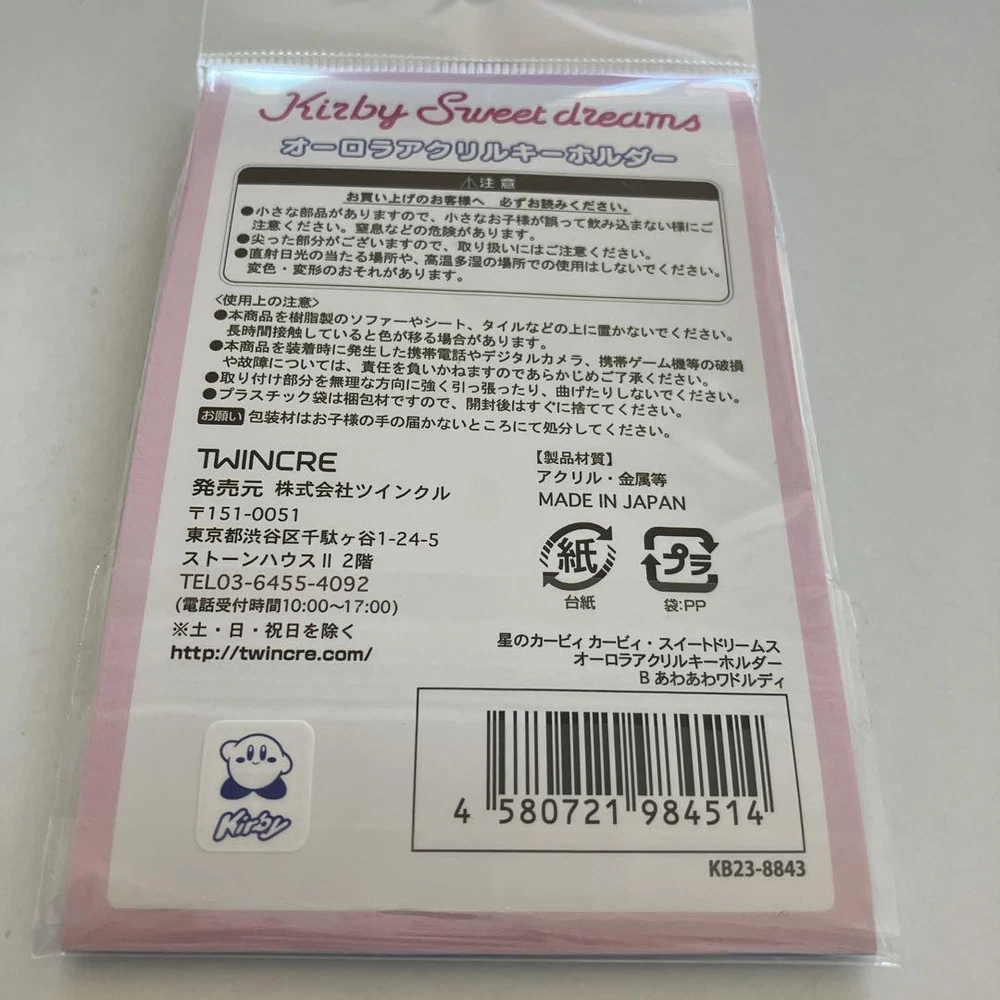 Kirby Sweet dreams
オーロラアクリルキーホルダー
⚠注意
お買い上げのお客様へ 必ずお読みください。
●小さな部品がありますので、小さなお子様が誤って飲み込まない様にご
注意ください。窒息などの危険があります。
●尖った部分がございますので、取り扱いにはご注意ください。
●直射日光の当たる場所や、高温多湿の場所での使用はしないでください。
変色・変形のおそれがあります。
〈使用上の注意〉
●本商品を樹脂製のソファーやシート、タイルなどの上に置かないでください。
長時間接触していると色が移る場合があります。
●本商品を装着時に発生した携帯電話やデジタルカメラ、携帯ゲーム機等の破損
や故障については、責任を負いかねますのであらかじめご了承ください。
●取り付け部分を無理な方向に強く引っ張ったり、曲げたりしないでください。
●プラスチック袋は梱包材ですので、開封後はすぐに捨ててください。
お願い 包装材はお子様の手の届かないところにて処分してください。
TWINCRE
発売元 株式会社ツインクル
〒151-0051
東京都渋谷区千駄ヶ谷1-24-5
ストーンハウスⅡ 2階
TEL03-6455-4092
(電話受付時間10:00〜17:00)
※土・日・祝日を除く
http://twincre.com/
【製品材質】
アクリル・金属等
MADE IN JAPAN
紙
台紙
プラ
袋:PP
星のカービィ カービィ・スイートドリームス
オーロラアクリルキーホルダー
B あわあわワドルディ
4 580721 984514
KB23-8843
Kirby